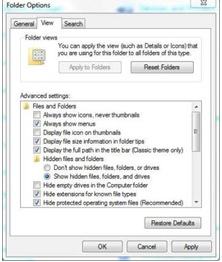 Folder Options
General View Search
Folder views
You can apply the view (such as Details or Icons) that
you are using for this folder to all folders of this type.
Apply to Folders Reset Folders
Advanced settings:
Files and Folders
Always show icons, never thumbnails
Always show menus
Display file icon on thumbnails
Display file size information in folder tips
Display the full path in the title bar (Classic theme only)
Hidden files and folders
Don't show hidden files, folders, or drives
Show hidden files, folders, and drives
Hide empty drives in the Computer folder
Hide extensions for known file types
Hide protected operating system files (Recommended)
Restore Defaults
OK Cancel Apply